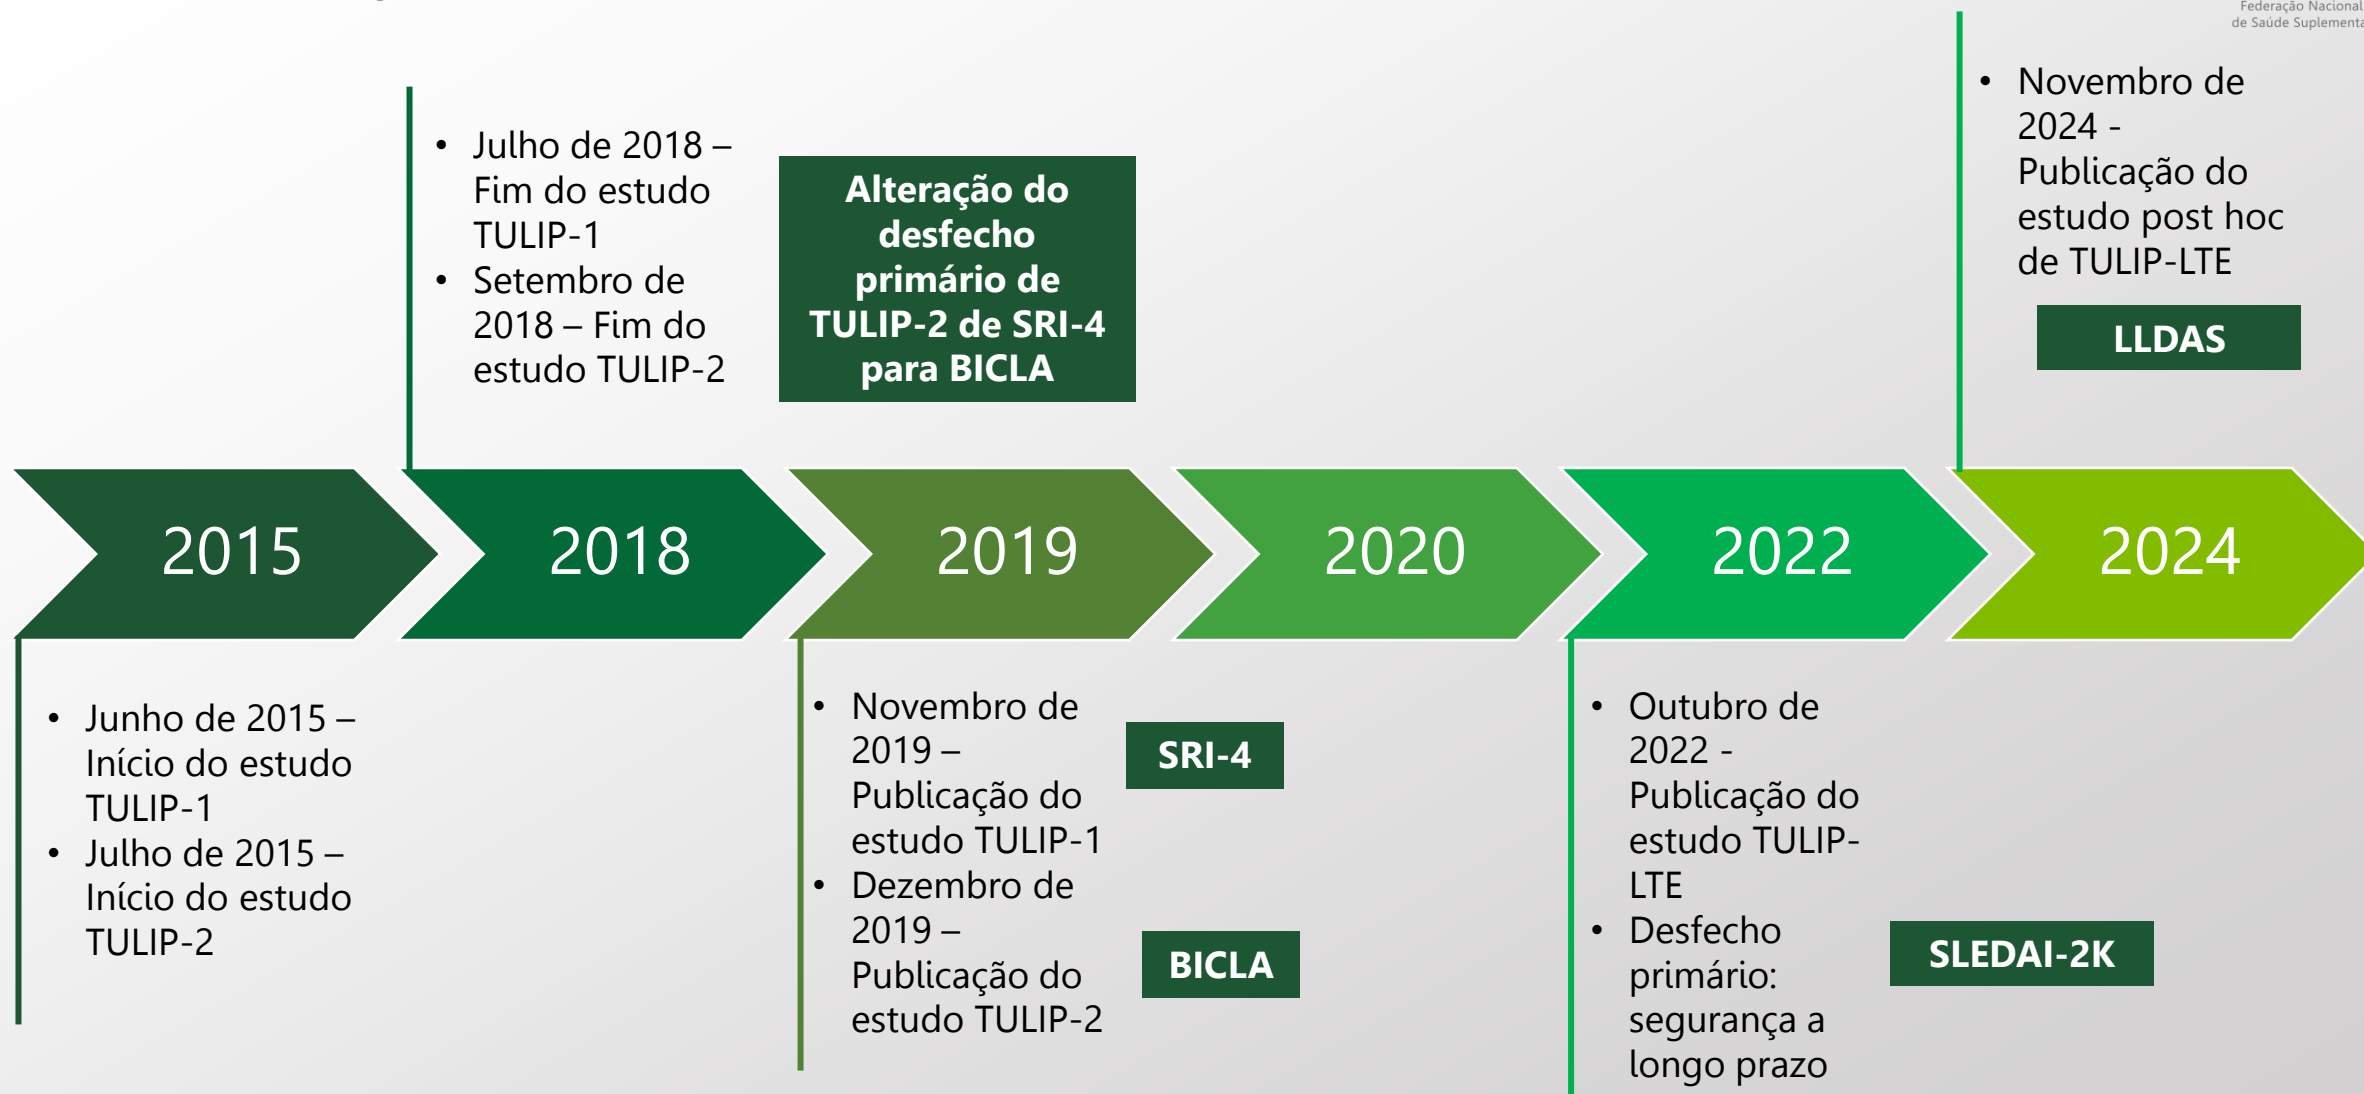 Federação Nacional
de Saúde Suplementa
• Julho de 2018 –
Fim do estudo
TULIP-1
• Setembro de
2018 – Fim do
estudo TULIP-2
Alteração do
desfecho
primário de
TULIP-2 de SRI-4
para BICLA
• Novembro de
2024 -
Publicação do
estudo post hoc
de TULIP-LTE
LLDAS
2015
2018
2019
2020
2022
2024
• Junho de 2015 –
Início do estudo
TULIP-1
• Julho de 2015 –
Início do estudo
TULIP-2
• Novembro de
2019 –
Publicação do
estudo TULIP-1
SRI-4
• Dezembro de
2019 –
Publicação do
estudo TULIP-2
BICLA
• Outubro de
2022 -
Publicação do
estudo TULIP-
LTE
• Desfecho
primário:
segurança a
longo prazo
SLEDAI-2K